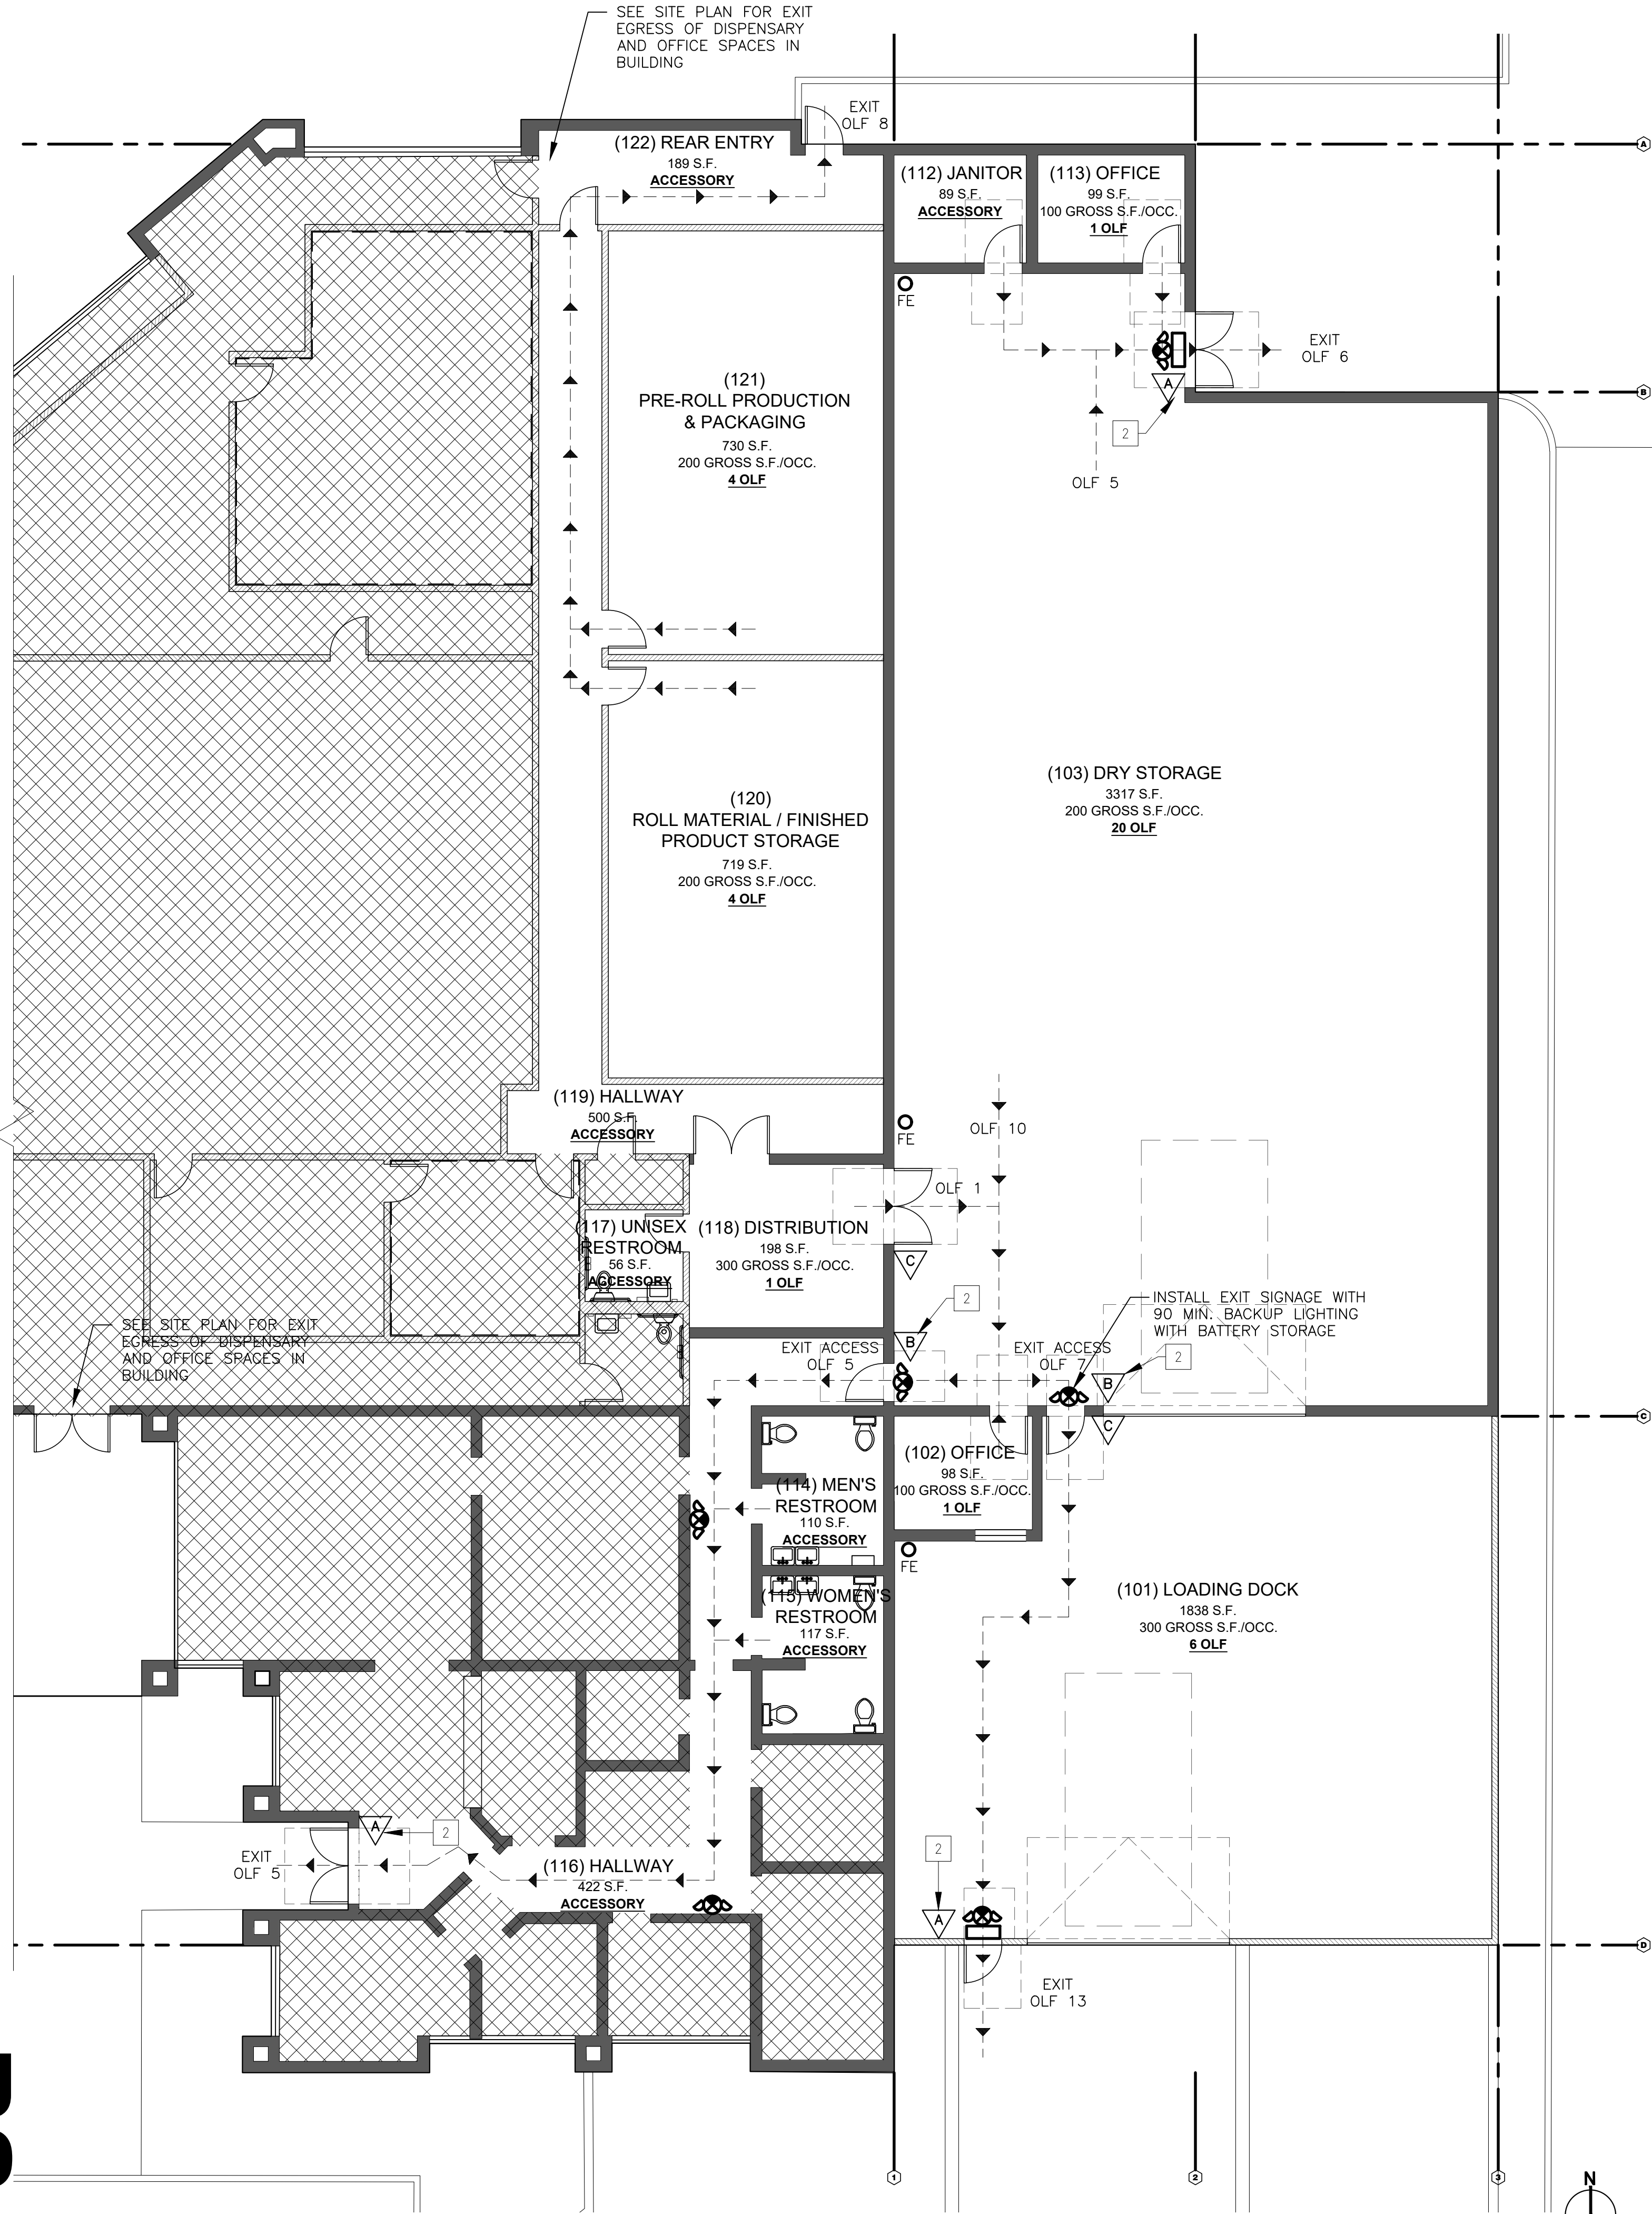 SEE SITE PLAN FOR EXIT
EGRESS OF DISPENSARY
AND OFFICE SPACES IN
BUILDING
EXIT
OLF 8
A
(122) REAR ENTRY
189 S.F.
ACCESSORY
(112) JANITOR
89 S.F.
ACCESSORY
(113) OFFICE
99 S.F.
100 GROSS S.F./OCC.
1 OLF
FE
EXIT
OLF 6
A
B
2
OLF 5
(121)
PRE-ROLL PRODUCTION
& PACKAGING
730 S.F.
200 GROSS S.F./OCC.
4 OLF
(103) DRY STORAGE
3317 S.F.
200 GROSS S.F./OCC.
20 OLF
(120)
ROLL MATERIAL / FINISHED
PRODUCT STORAGE
719 S.F.
200 GROSS S.F./OCC.
4 OLF
(119) HALLWAY
500 S.F.
ACCESSORY
FE
OLF 10
OLF 1
(117) UNISEX
RESTROOM
56 S.F.
ACCESSORY
(118) DISTRIBUTION
198 S.F.
300 GROSS S.F./OCC.
1 OLF
C
2
B
INSTALL EXIT SIGNAGE WITH
90 MIN. BACKUP LIGHTING
WITH BATTERY STORAGE
SEE SITE PLAN FOR EXIT
EGRESS OF DISPENSARY
AND OFFICE SPACES IN
BUILDING
EXIT ACCESS
OLF 5
EXIT ACCESS
OLF 7
2
B
C
C
(102) OFFICE
98 S.F.
100 GROSS S.F./OCC.
1 OLF
(114) MEN'S
RESTROOM
110 S.F.
ACCESSORY
FE
(115) WOMEN'S
RESTROOM
117 S.F.
ACCESSORY
(101) LOADING DOCK
1838 S.F.
300 GROSS S.F./OCC.
6 OLF
A
2
EXIT
OLF 5
(116) HALLWAY
422 S.F.
ACCESSORY
2
A
D
EXIT
OLF 13
1
2
3
N